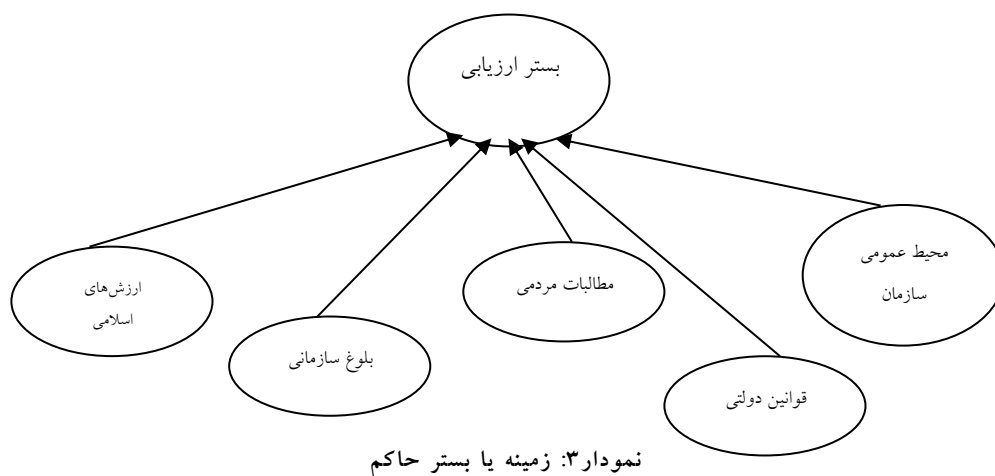 بستر ارزیابی
محیط عمومی
سازمان
مطالبات مردمی
ارزش‌های
اسلامی
بلوغ سازمانی
قوانین دولتی
نمودار۳: زمینه یا بستر حاکم